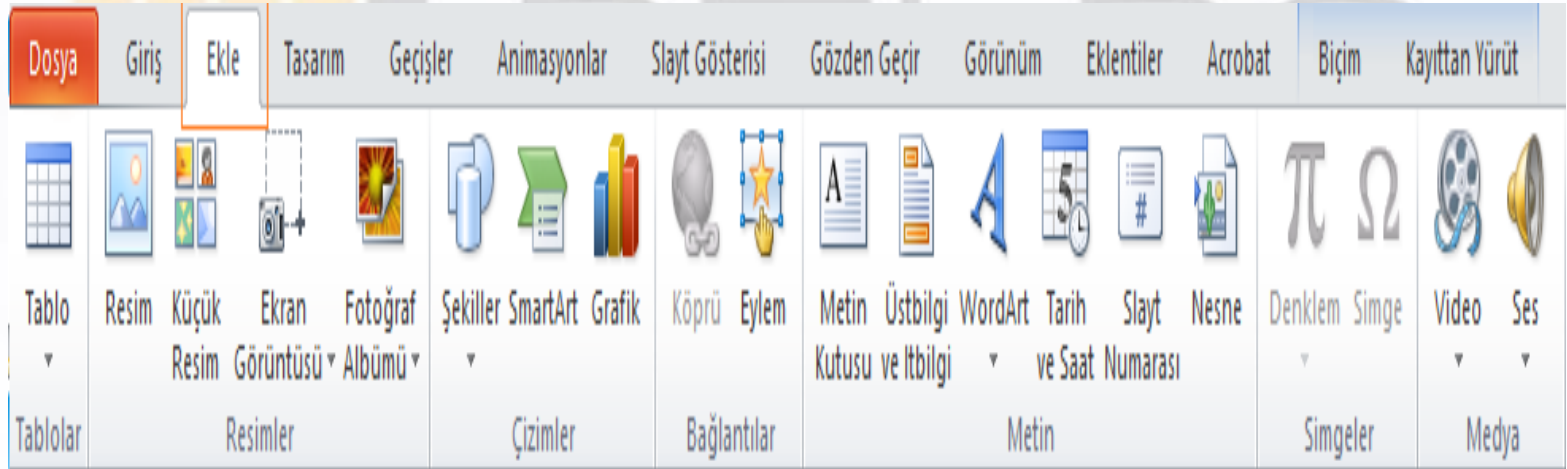 Dosya Giriş Ekle Tasarım Geçişler Animasyonlar Slayt Gösterisi Gözden Geçir Görünüm Eklentiler Acrobat Biçim Kayıttan Yürüt
5 A #
π Ω
Tablo Resim Küçük Ekran Fotoğraf Şekiller SmartArt Grafik Köprü Eylem Metin Üstbilgi WordArt Tarih Slayt Nesne Denklem Simge Video Ses
Resim Görüntüsü Albümü Kutusu ve ltbilgi ve Saat Numarası
Tablolar Resimler Çizimler Bağlantılar Metin Simgeler Medya